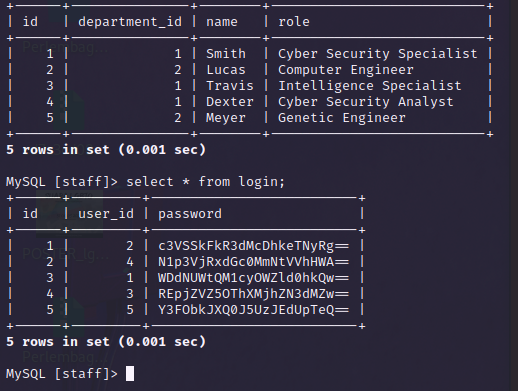 id | department_id | name | role
1 | 1 | Smith | Cyber Security Specialist
2 | 2 | Lucas | Computer Engineer
3 | 1 | Travis | Intelligence Specialist
4 | 1 | Dexter | Cyber Security Analyst
5 | 2 | Meyer | Genetic Engineer
5 rows in set (0.001 sec)
MySQL [staff]> select * from login;
id | user_id | password
1 | 2 | c3VSSkFkR3dMcDhkeTNyRg==
2 | 4 | N1p3VjRxdGc0MmNtVVhHWA==
3 | 1 | WDdNUWtQM1cyOWZld0hkQw==
4 | 3 | REpjZVZ5OThXMjhZN3dMZw==
5 | 5 | Y3FObkJXQ0J5UzJEdUpTeQ==
5 rows in set (0.001 sec)
MySQL [staff]>